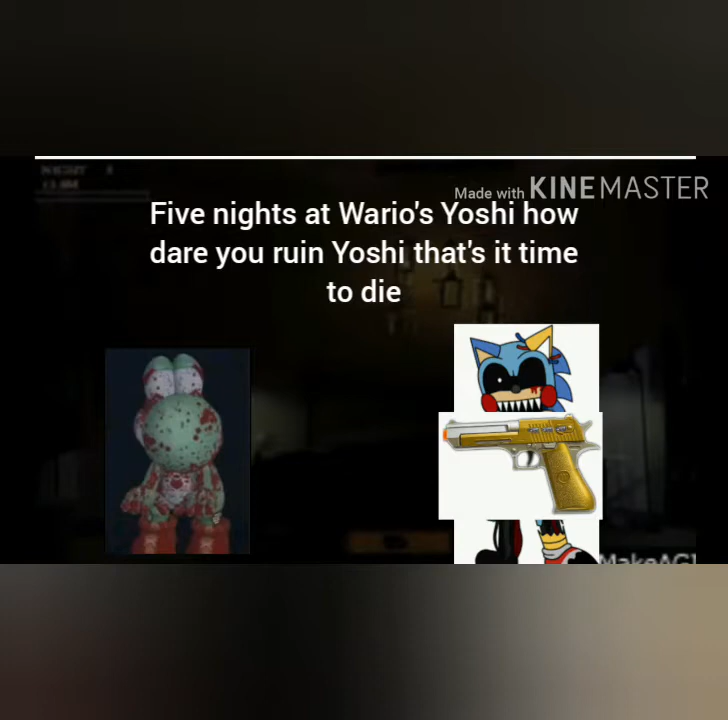 Made with KINEMASTER
Five nights at Wario's Yoshi how
dare you ruin Yoshi that's it time
to die